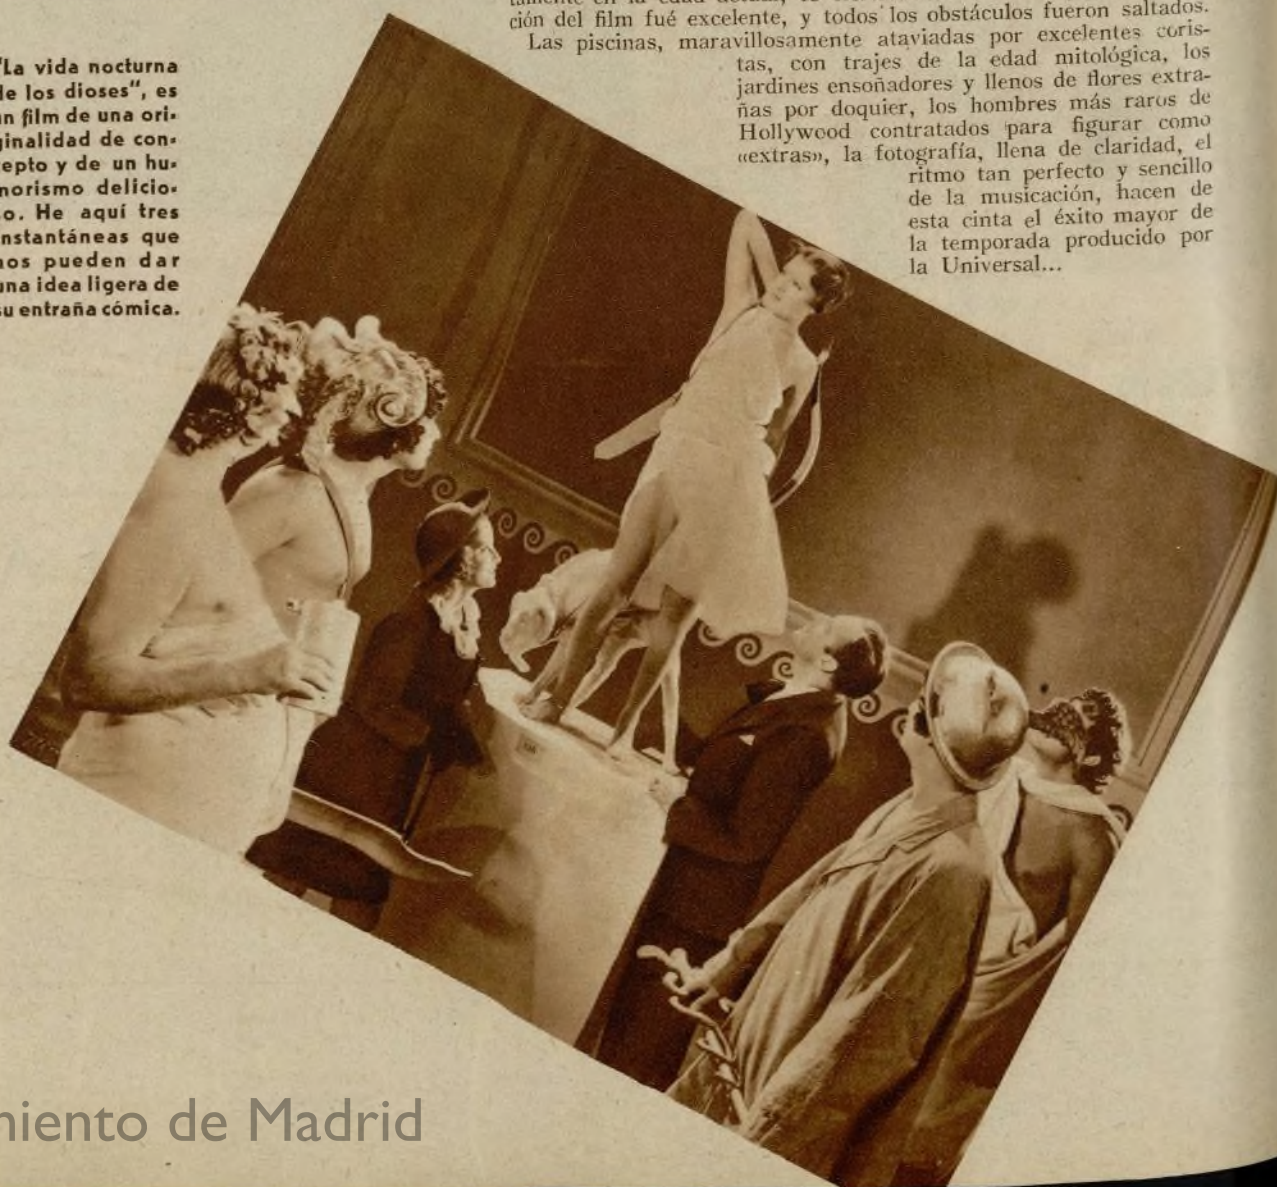 "La vida nocturna
de los dioses", es
un film de una ori-
ginalidad de con-
cepto y de un hu-
morismo delicio-
so. He aquí tres
instantáneas que
nos pueden dar
una idea ligera de
su entraña cómica.
ción del film fué excelente, y todos los obstáculos fueron saltados.
Las piscinas, maravillosamente ataviadas por excelentes coris-
tas, con trajes de la edad mitológica, los
jardines ensoñadores y llenos de flores extra-
ñas por doquier, los hombres más raros de
Hollywood contratados para figurar como
«extras», la fotografía, llena de claridad, el
ritmo tan perfecto y sencillo
de la musicación, hacen de
esta cinta el éxito mayor de
la temporada producido por
la Universal...
miento de Madrid